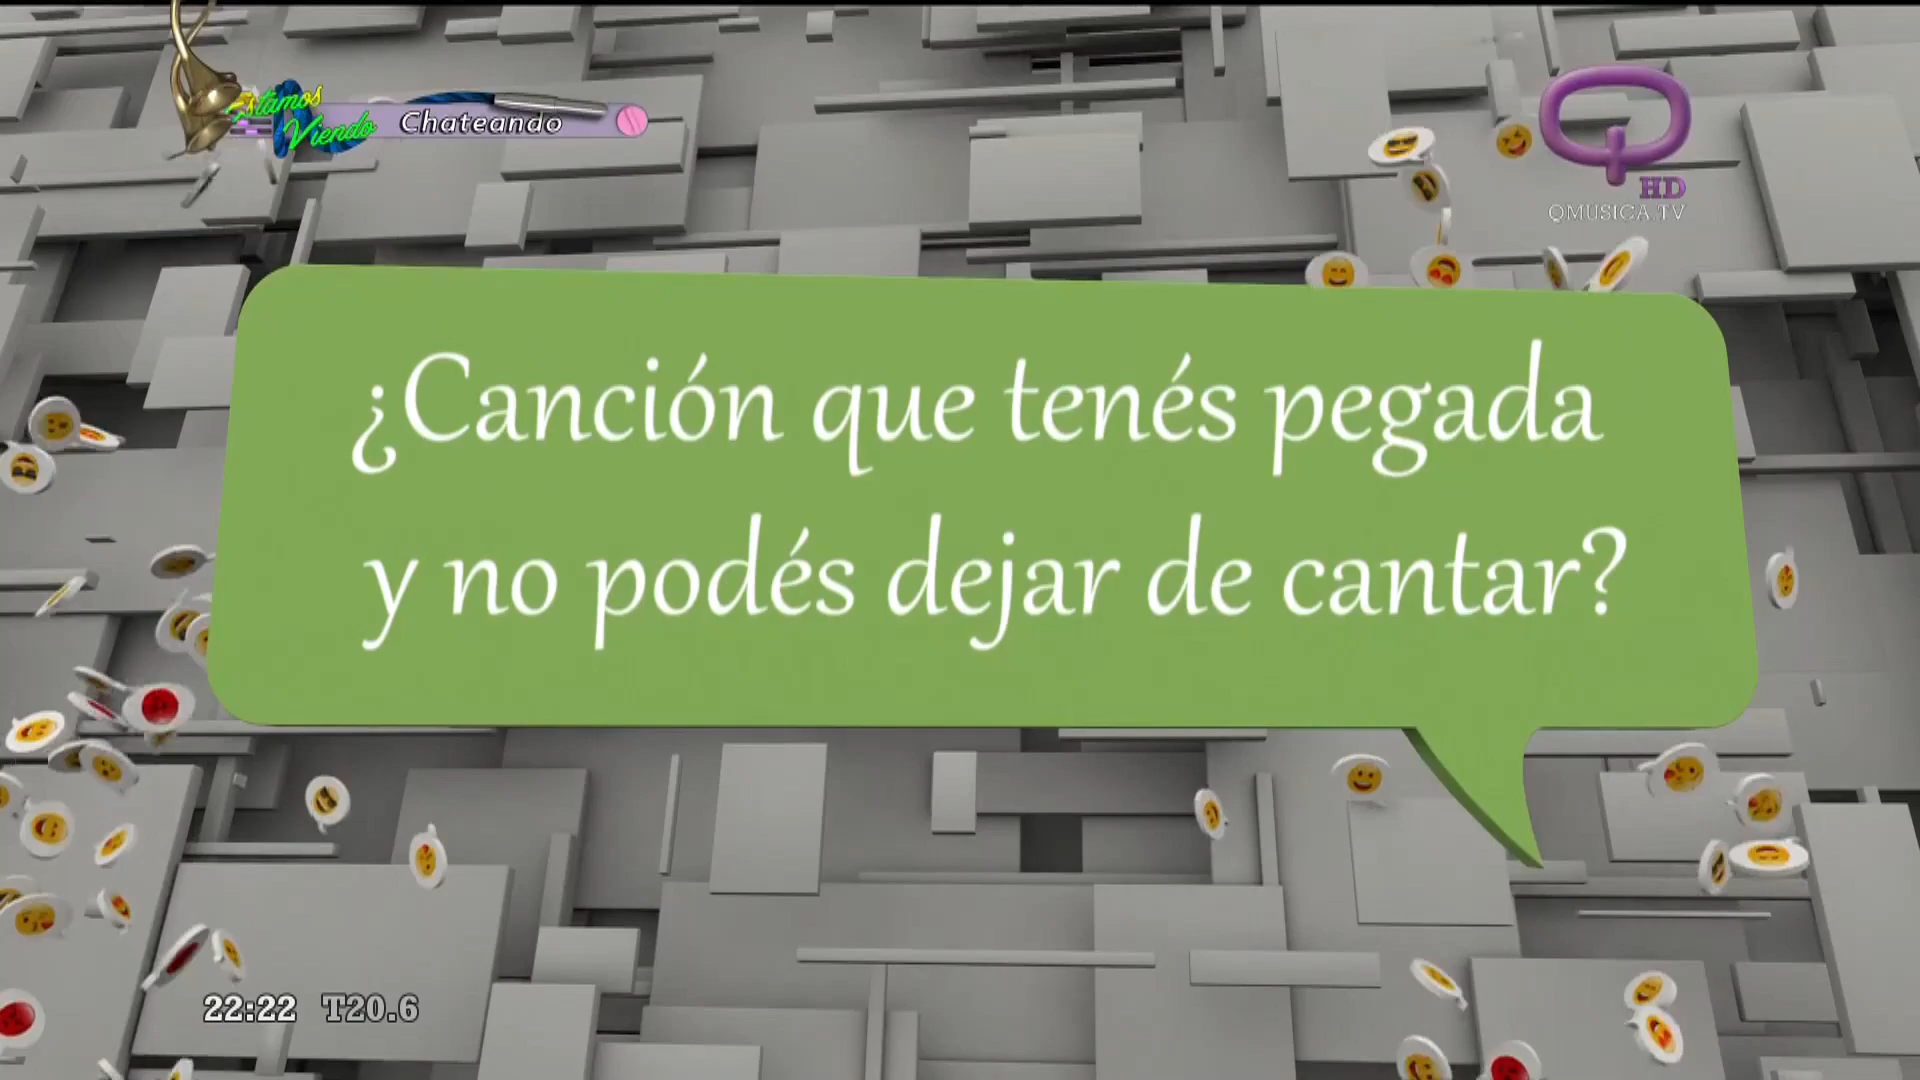 Estamos
Viendo
Chateando
Q
HD
QMUSICA.TV
¿Canción que tenés pegada
y no podés dejar de cantar?
22:22 T20.6